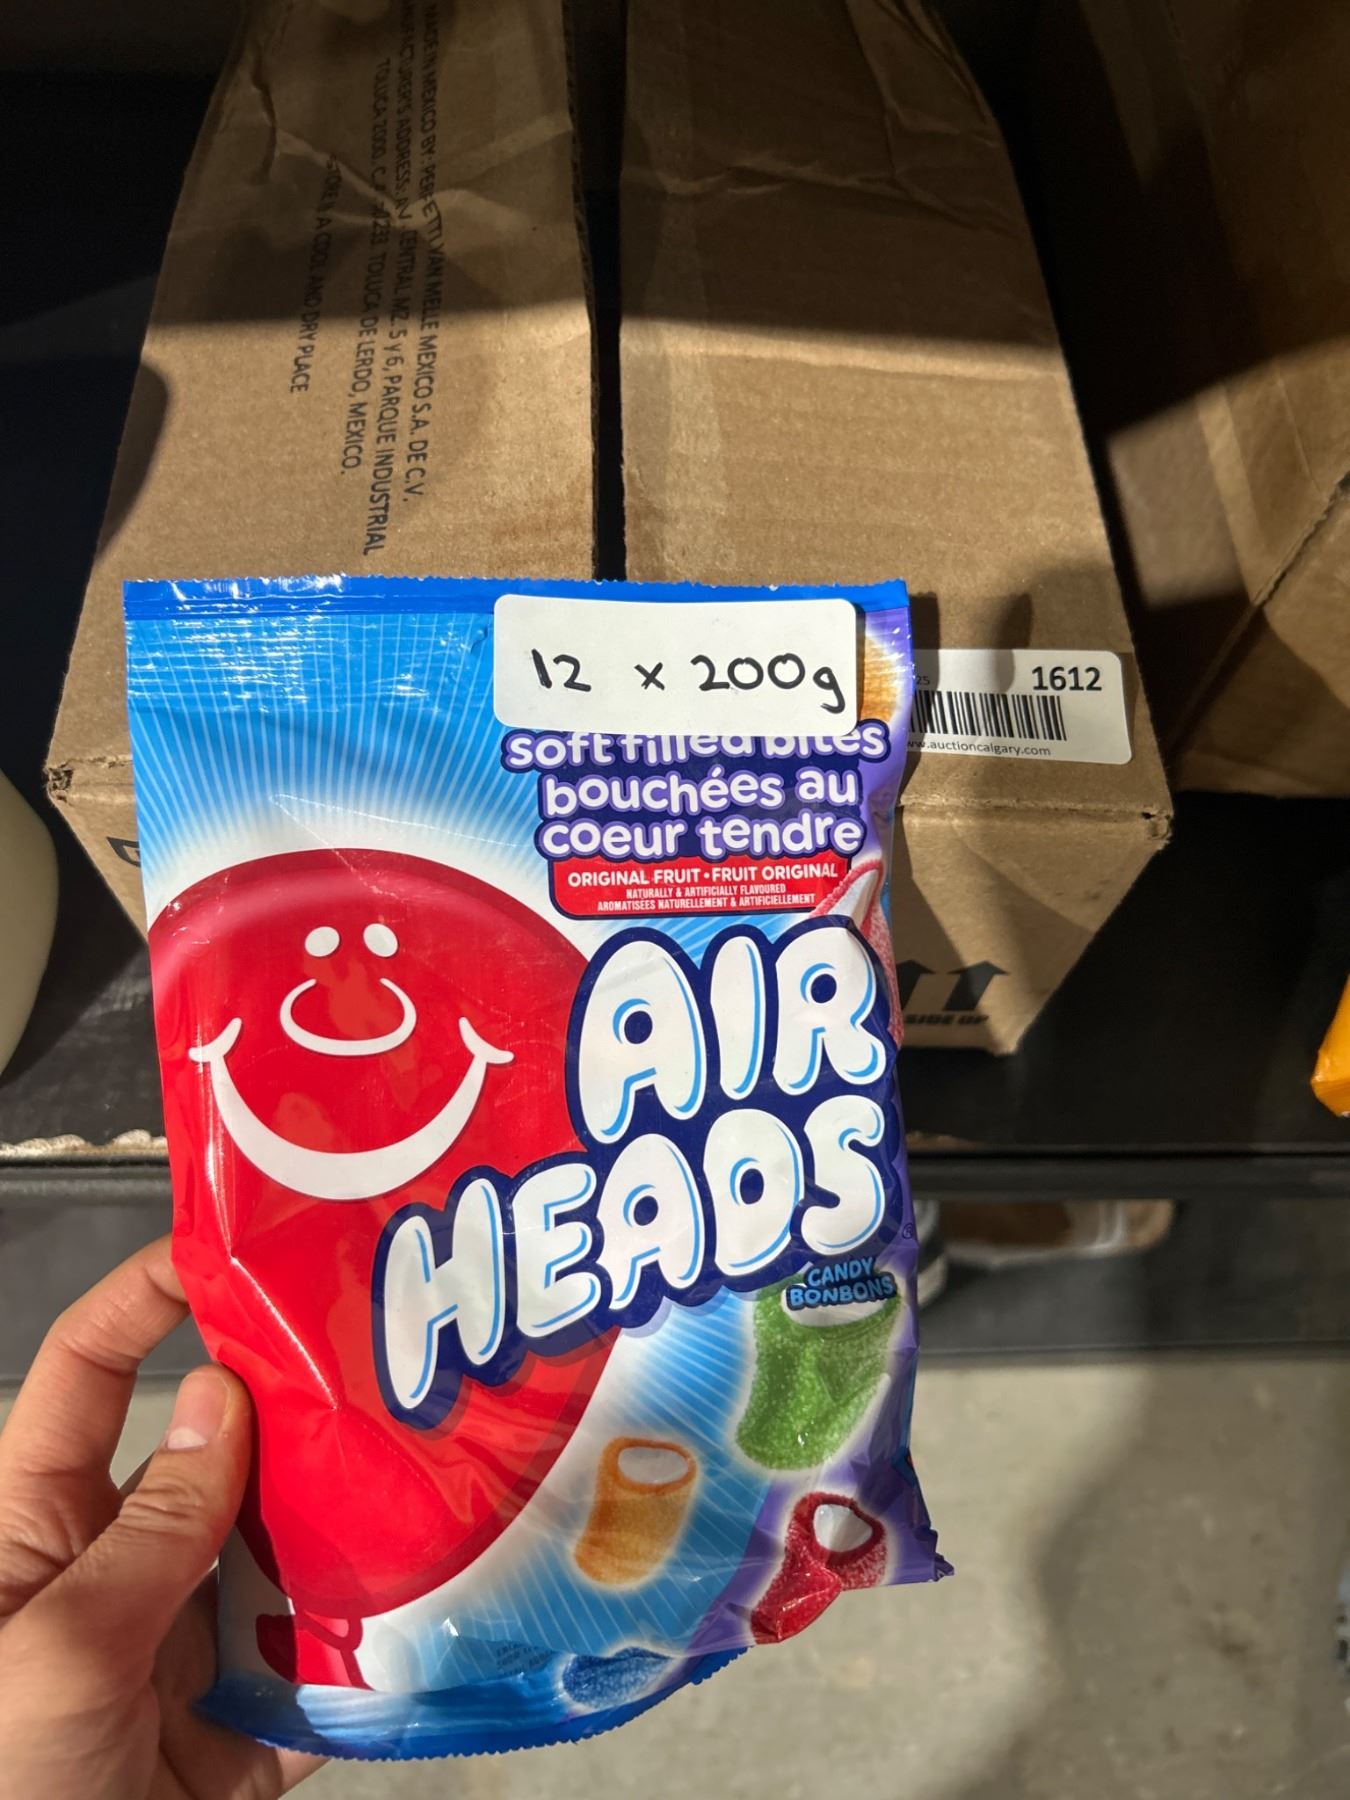 MADE IN MEXICO BY: PERFETTI VAN MELLE MEXICO S.A. DE C.V.
MANUFACTURER'S ADDRESS: AV. CENTRAL MZ. 5 y 6, PARQUE INDUSTRIAL
TOLUCA 2000, C. 50233 TOLUCA DE LERDO, MEXICO.
STORE A COOL AND DRY PLACE
12 x 200g
25
1612
www.auctioncalgary.com
soft filled bites
bouchées au
coeur tendre
ORIGINAL FRUIT • FRUIT ORIGINAL
NATURALLY & ARTIFICIALLY FLAVOURED
AROMATISÉES NATURELLEMENT & ARTIFICIELLEMENT
AIR
HEADS
®
CANDY
BONBONS
SIDE UP